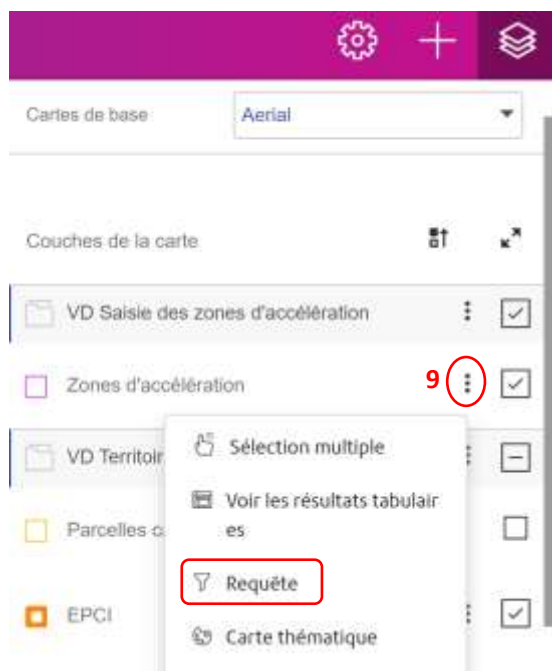 Cartes de base Aerial
Couches de la carte
VD Saisie des zones d'accélération
Zones d'accélération 9
VD Territoir
Sélection multiple
Voir les résultats tabulair
es
Parcelles c
Requête
EPCI
Carte thématique